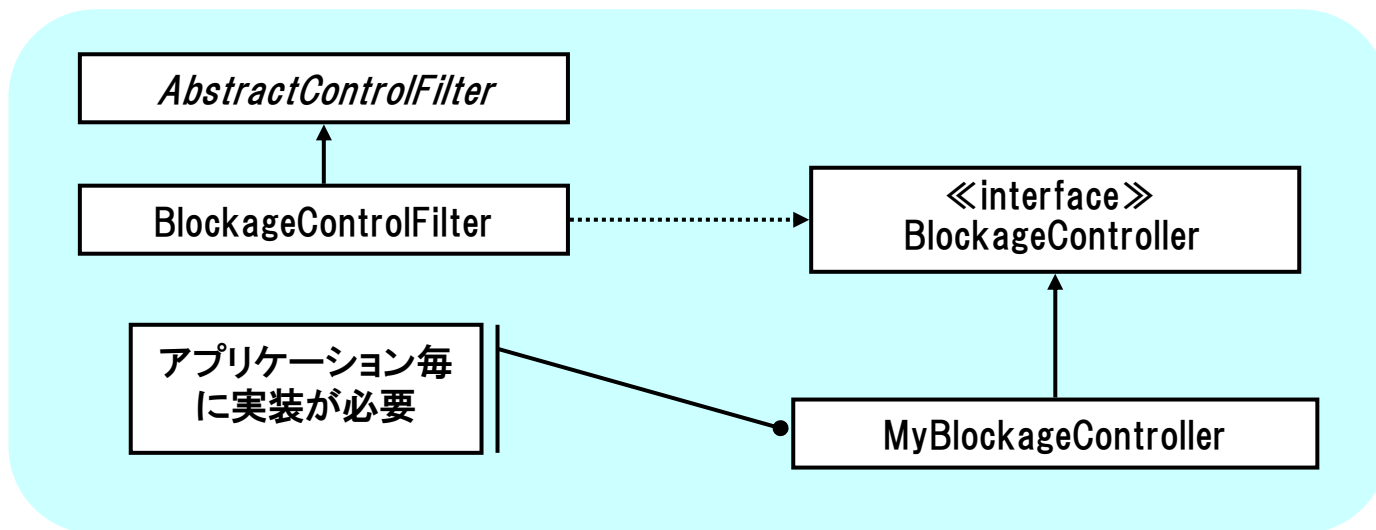 AbstractControlFilter
BlockageControlFilter
≪interface≫
BlockageController
アプリケーション毎
に実装が必要
MyBlockageController